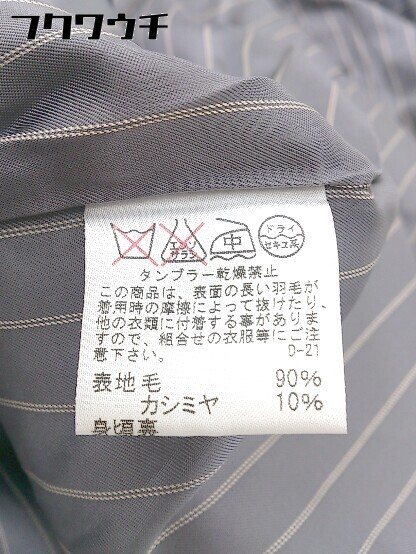 フクワウチ
エンソ 中 ドライ
サラシ セキユ系
タンブラー乾燥禁止
この商品は、表面の長い羽毛が
着用時の摩擦によって抜けたり、
他の衣類に付着する事がありま
すので、組合せの衣服等にご注
意下さい。 D-21
表地毛 90%
カシミヤ 10%
身頃裏